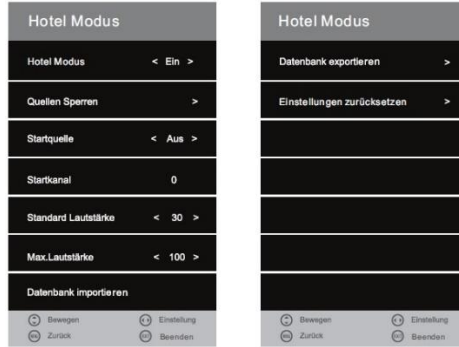 Hotel Modus
Hotel Modus < Ein >
Quellen Sperren >
Startquelle < Aus >
Startkanal 0
Standard Lautstärke < 30 >
Max.Lautstärke < 100 >
Datenbank importieren
Bewegen Einstellung
Zurück Beenden
Hotel Modus
Datenbank exportieren >
Einstellungen zurücksetzen >
Bewegen Einstellung
Zurück Beenden